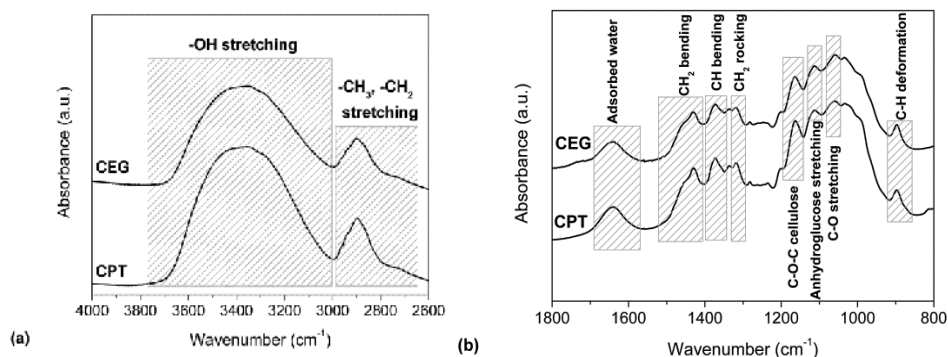 -OH stretching
-CH3, -CH2
stretching
CEG
CPT
Absorbance (a.u.)
4000 3800 3600 3400 3200 3000 2800 2600
Wavenumber (cm-1)
(a)
Adsorbed water
CH2 bending
CH bending
CH2 rocking
C-O-C cellulose
Anhydroglucose stretching
C-O stretching
C-H deformation
CEG
CPT
Absorbance (a.u.)
1800 1600 1400 1200 1000 800
Wavenumber (cm-1)
(b)